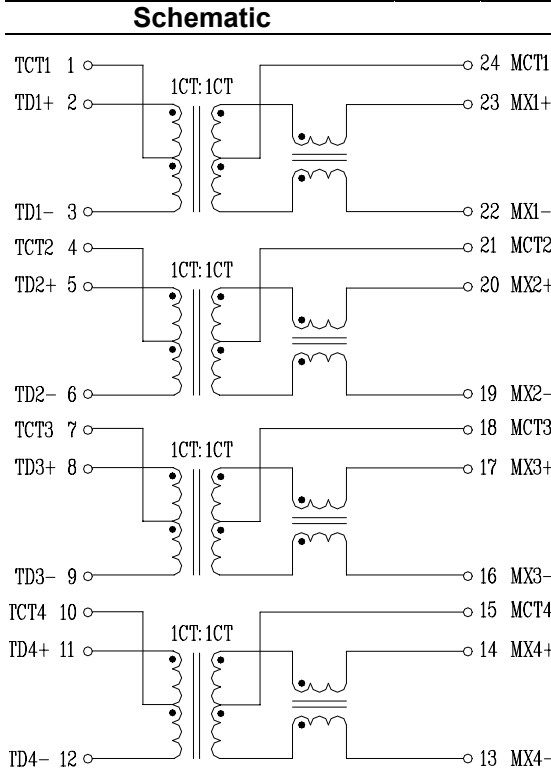 Schematic
TCT1 1 24 MCT1
1CT:1CT
TD1+ 2 23 MX1+
TD1- 3 22 MX1-
TCT2 4 21 MCT2
1CT:1CT
TD2+ 5 20 MX2+
TD2- 6 19 MX2-
TCT3 7 18 MCT3
1CT:1CT
TD3+ 8 17 MX3+
TD3- 9 16 MX3-
TCT4 10 15 MCT4
1CT:1CT
TD4+ 11 14 MX4+
TD4- 12 13 MX4-